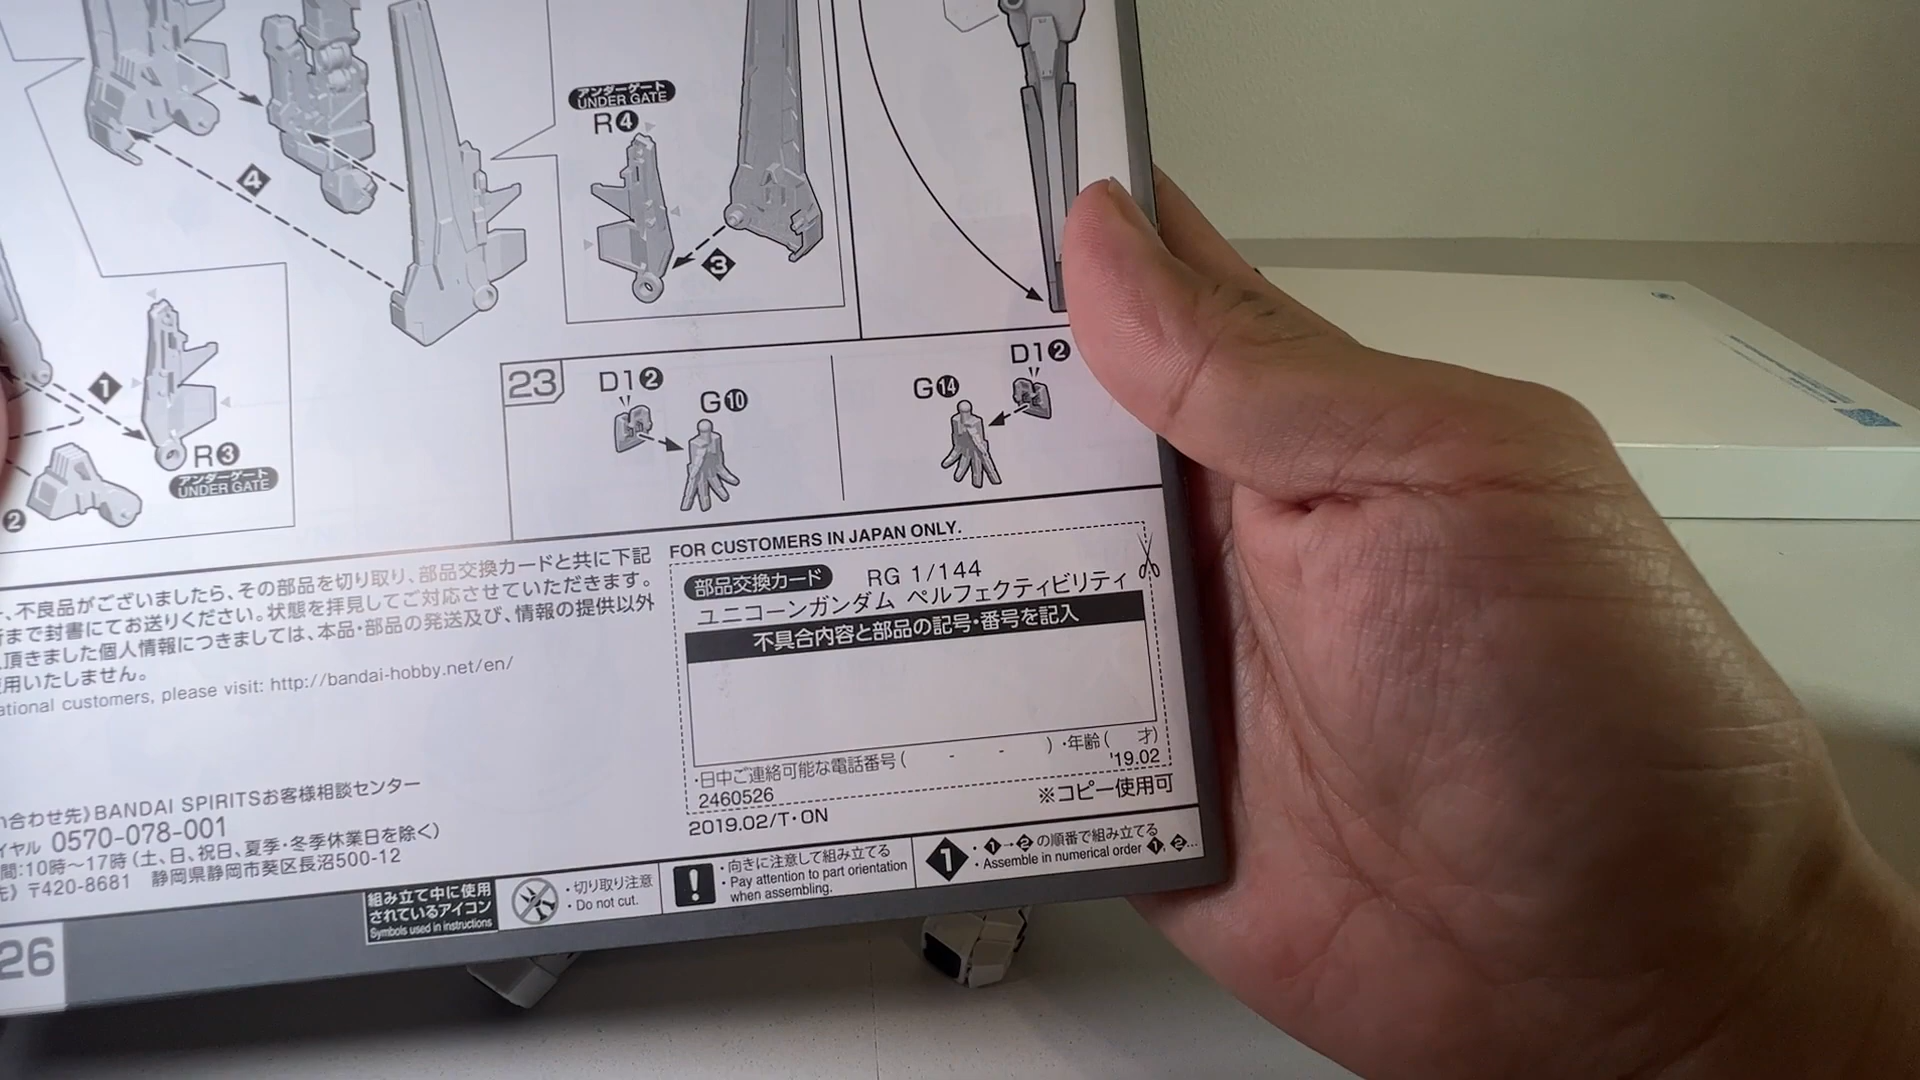 アンダーゲート
UNDER GATE
R4
4
3
1
R3
アンダーゲート
UNDER GATE
2
23
D1 2
G10
G14
D1 2
、不良品がございましたら、その部品を切り取り、部品交換カードと共に下記
まで封書にてお送りください。状態を拝見してご対応させていただきます。
頂きました個人情報につきましては、本品・部品の発送及び、情報の提供以外
用いたしません。
ational customers, please visit: http://bandai-hobby.net/en/
い合わせ先》BANDAI SPIRITSお客様相談センター
イヤル 0570-078-001
間:10時〜17時(土、日、祝日、夏季・冬季休業日を除く)
先》〒420-8681 静岡県静岡市葵区長沼500-12
FOR CUSTOMERS IN JAPAN ONLY.
部品交換カード RG 1/144
ユニコーンガンダム ペルフェクティビリティ
不具合内容と部品の記号・番号を記入
・日中ご連絡可能な電話番号( - - )・年齢( 才)
2460526 '19.02
2019.02/T・ON ※コピー使用可
組み立て中に使用
されているアイコン
Symbols used in instructions
・切り取り注意
・Do not cut.
・向きに注意して組み立てる
・Pay attention to part orientation
when assembling.
1
・1→2の順番で組み立てる
・Assemble in numerical order 1, 2...
26